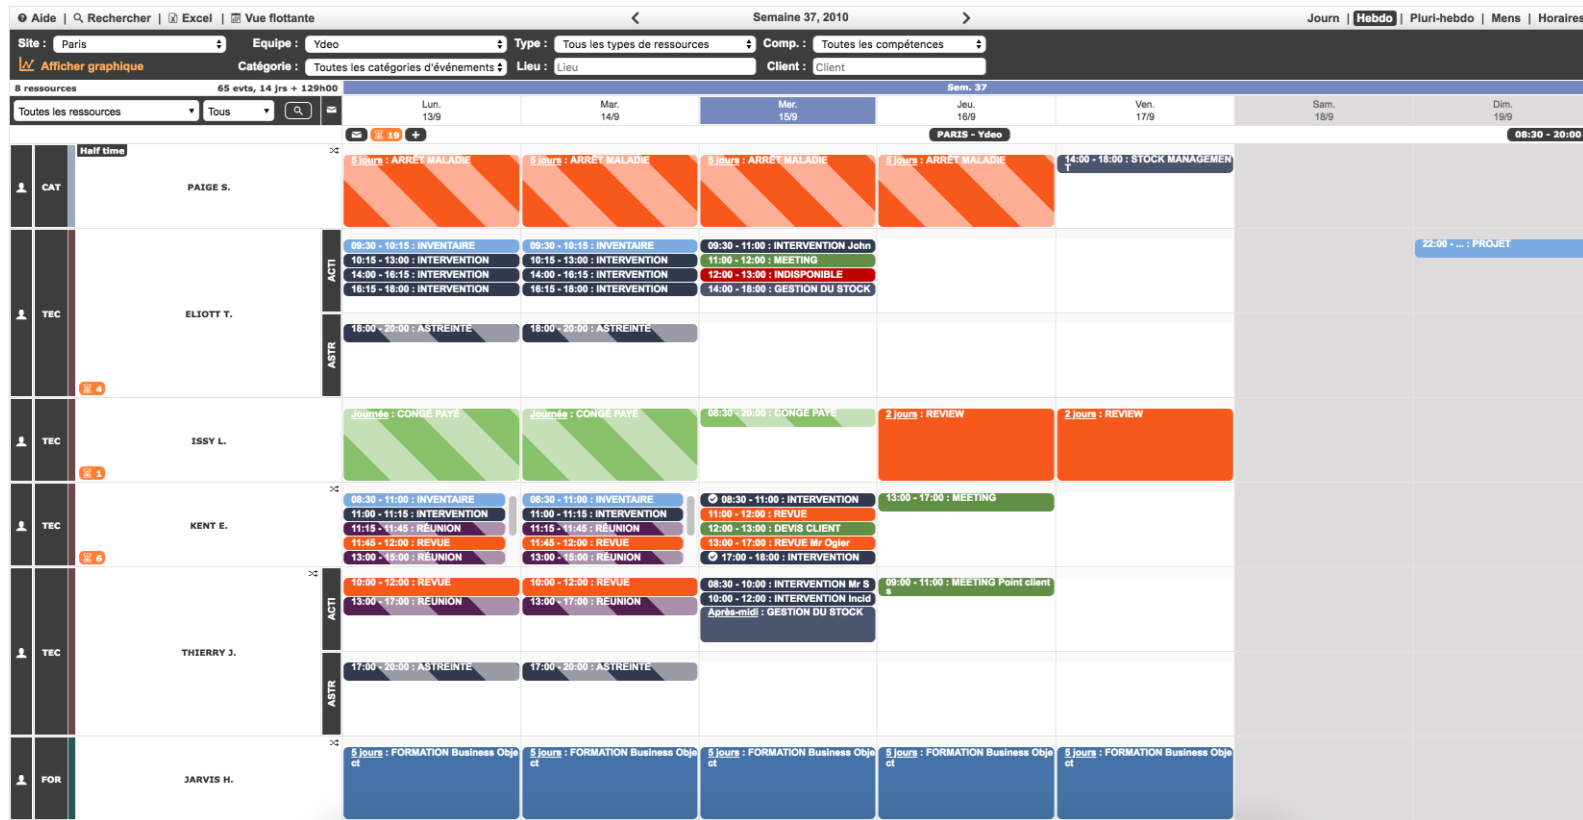 Aide | Rechercher | Excel | Vue flottante
Semaine 37, 2010
Journ | Hebdo | Pluri-hebdo | Mens | Horaires
Site : Paris Equipe : Ydeo Type : Tous les types de ressources Comp. : Toutes les compétences
Afficher graphique Catégorie : Toutes les catégories d'événements Lieu : Lieu Client : Client
8 ressources 65 evts, 14 jrs + 129h00 Sem. 37
Toutes les ressources Tous
Lun. Mar. Mer. Jeu. Ven. Sam. Dim.
13/9 14/9 15/9 16/9 17/9 18/9 19/9
19 + PARIS - Ydeo 08:30 - 20:00
Half time
CAT PAIGE S.
5 jours : ARRÊT MALADIE
5 jours : ARRÊT MALADIE
5 jours : ARRÊT MALADIE
5 jours : ARRÊT MALADIE
14:00 - 18:00 : STOCK MANAGEMEN
T
TEC ELIOTT T.
4
ACTI
09:30 - 10:15 : INVENTAIRE
10:15 - 13:00 : INTERVENTION
14:00 - 16:15 : INTERVENTION
16:15 - 18:00 : INTERVENTION
09:30 - 10:15 : INVENTAIRE
10:15 - 13:00 : INTERVENTION
14:00 - 16:15 : INTERVENTION
16:15 - 18:00 : INTERVENTION
09:30 - 11:00 : INTERVENTION John
11:00 - 12:00 : MEETING
12:00 - 13:00 : INDISPONIBLE
14:00 - 18:00 : GESTION DU STOCK
22:00 - ... : PROJET
ASTR
18:00 - 20:00 : ASTREINTE
18:00 - 20:00 : ASTREINTE
TEC ISSY L.
1
Journée : CONGÉ PAYÉ
Journée : CONGÉ PAYÉ
08:30 - 20:00 : CONGÉ PAYÉ
2 jours : REVIEW
2 jours : REVIEW
TEC KENT E.
6
08:30 - 11:00 : INVENTAIRE
11:00 - 11:15 : INTERVENTION
11:15 - 11:45 : RÉUNION
11:45 - 12:00 : REVUE
13:00 - 15:00 : RÉUNION
08:30 - 11:00 : INVENTAIRE
11:00 - 11:15 : INTERVENTION
11:15 - 11:45 : RÉUNION
11:45 - 12:00 : REVUE
13:00 - 15:00 : RÉUNION
08:30 - 11:00 : INTERVENTION
11:00 - 12:00 : REVUE
12:00 - 13:00 : DEVIS CLIENT
13:00 - 17:00 : REVUE Mr Ogier
17:00 - 18:00 : INTERVENTION
13:00 - 17:00 : MEETING
TEC THIERRY J.
ACTI
10:00 - 12:00 : REVUE
13:00 - 17:00 : RÉUNION
10:00 - 12:00 : REVUE
13:00 - 17:00 : RÉUNION
08:30 - 10:00 : INTERVENTION Mr S
10:00 - 12:00 : INTERVENTION Incid
Après-midi : GESTION DU STOCK
09:00 - 11:00 : MEETING Point client
s
ASTR
17:00 - 20:00 : ASTREINTE
17:00 - 20:00 : ASTREINTE
FOR JARVIS H.
5 jours : FORMATION Business Obje
ct
5 jours : FORMATION Business Obje
ct
5 jours : FORMATION Business Obje
ct
5 jours : FORMATION Business Obje
ct
5 jours : FORMATION Business Obje
ct